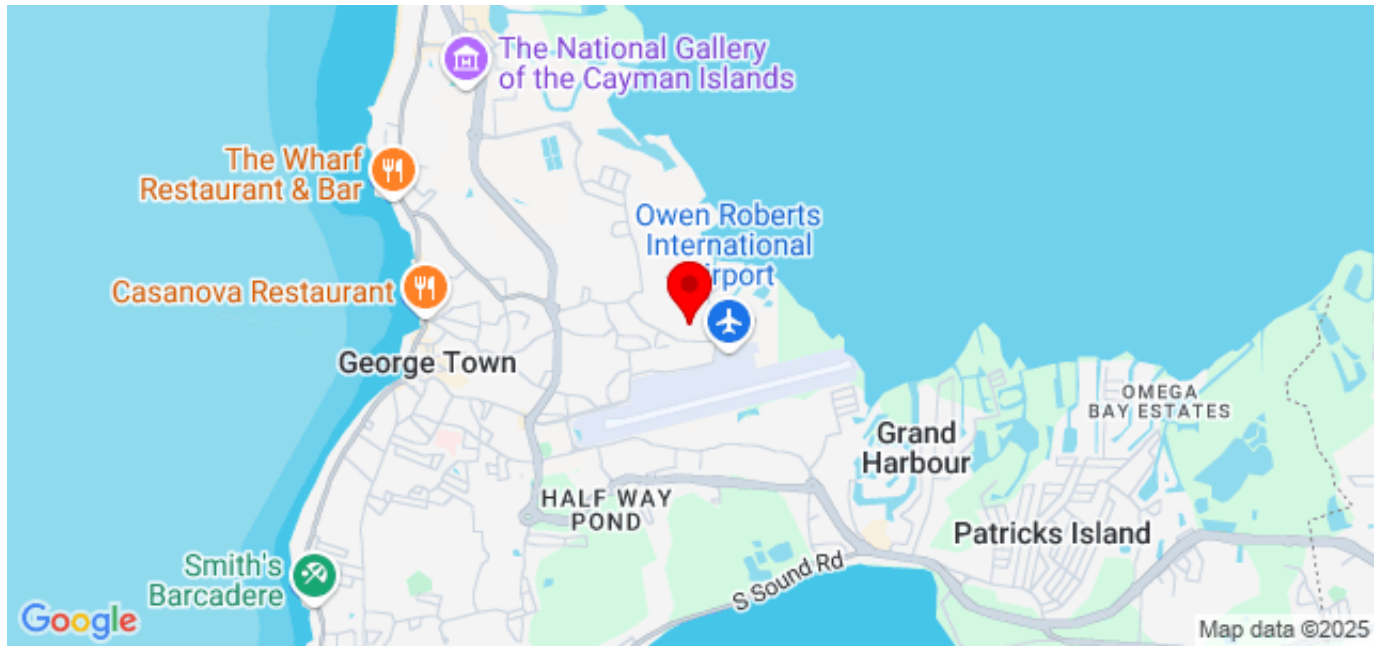 The National Gallery
of the Cayman Islands
The Wharf
Restaurant & Bar
Owen Roberts
International
irport
Casanova Restaurant
George Town
OMEGA
BAY ESTATES
Grand
Harbour
HALF WAY
POND
Patricks Island
Smith's
Barcadere
S Sound Rd
Google
Map data ©2025